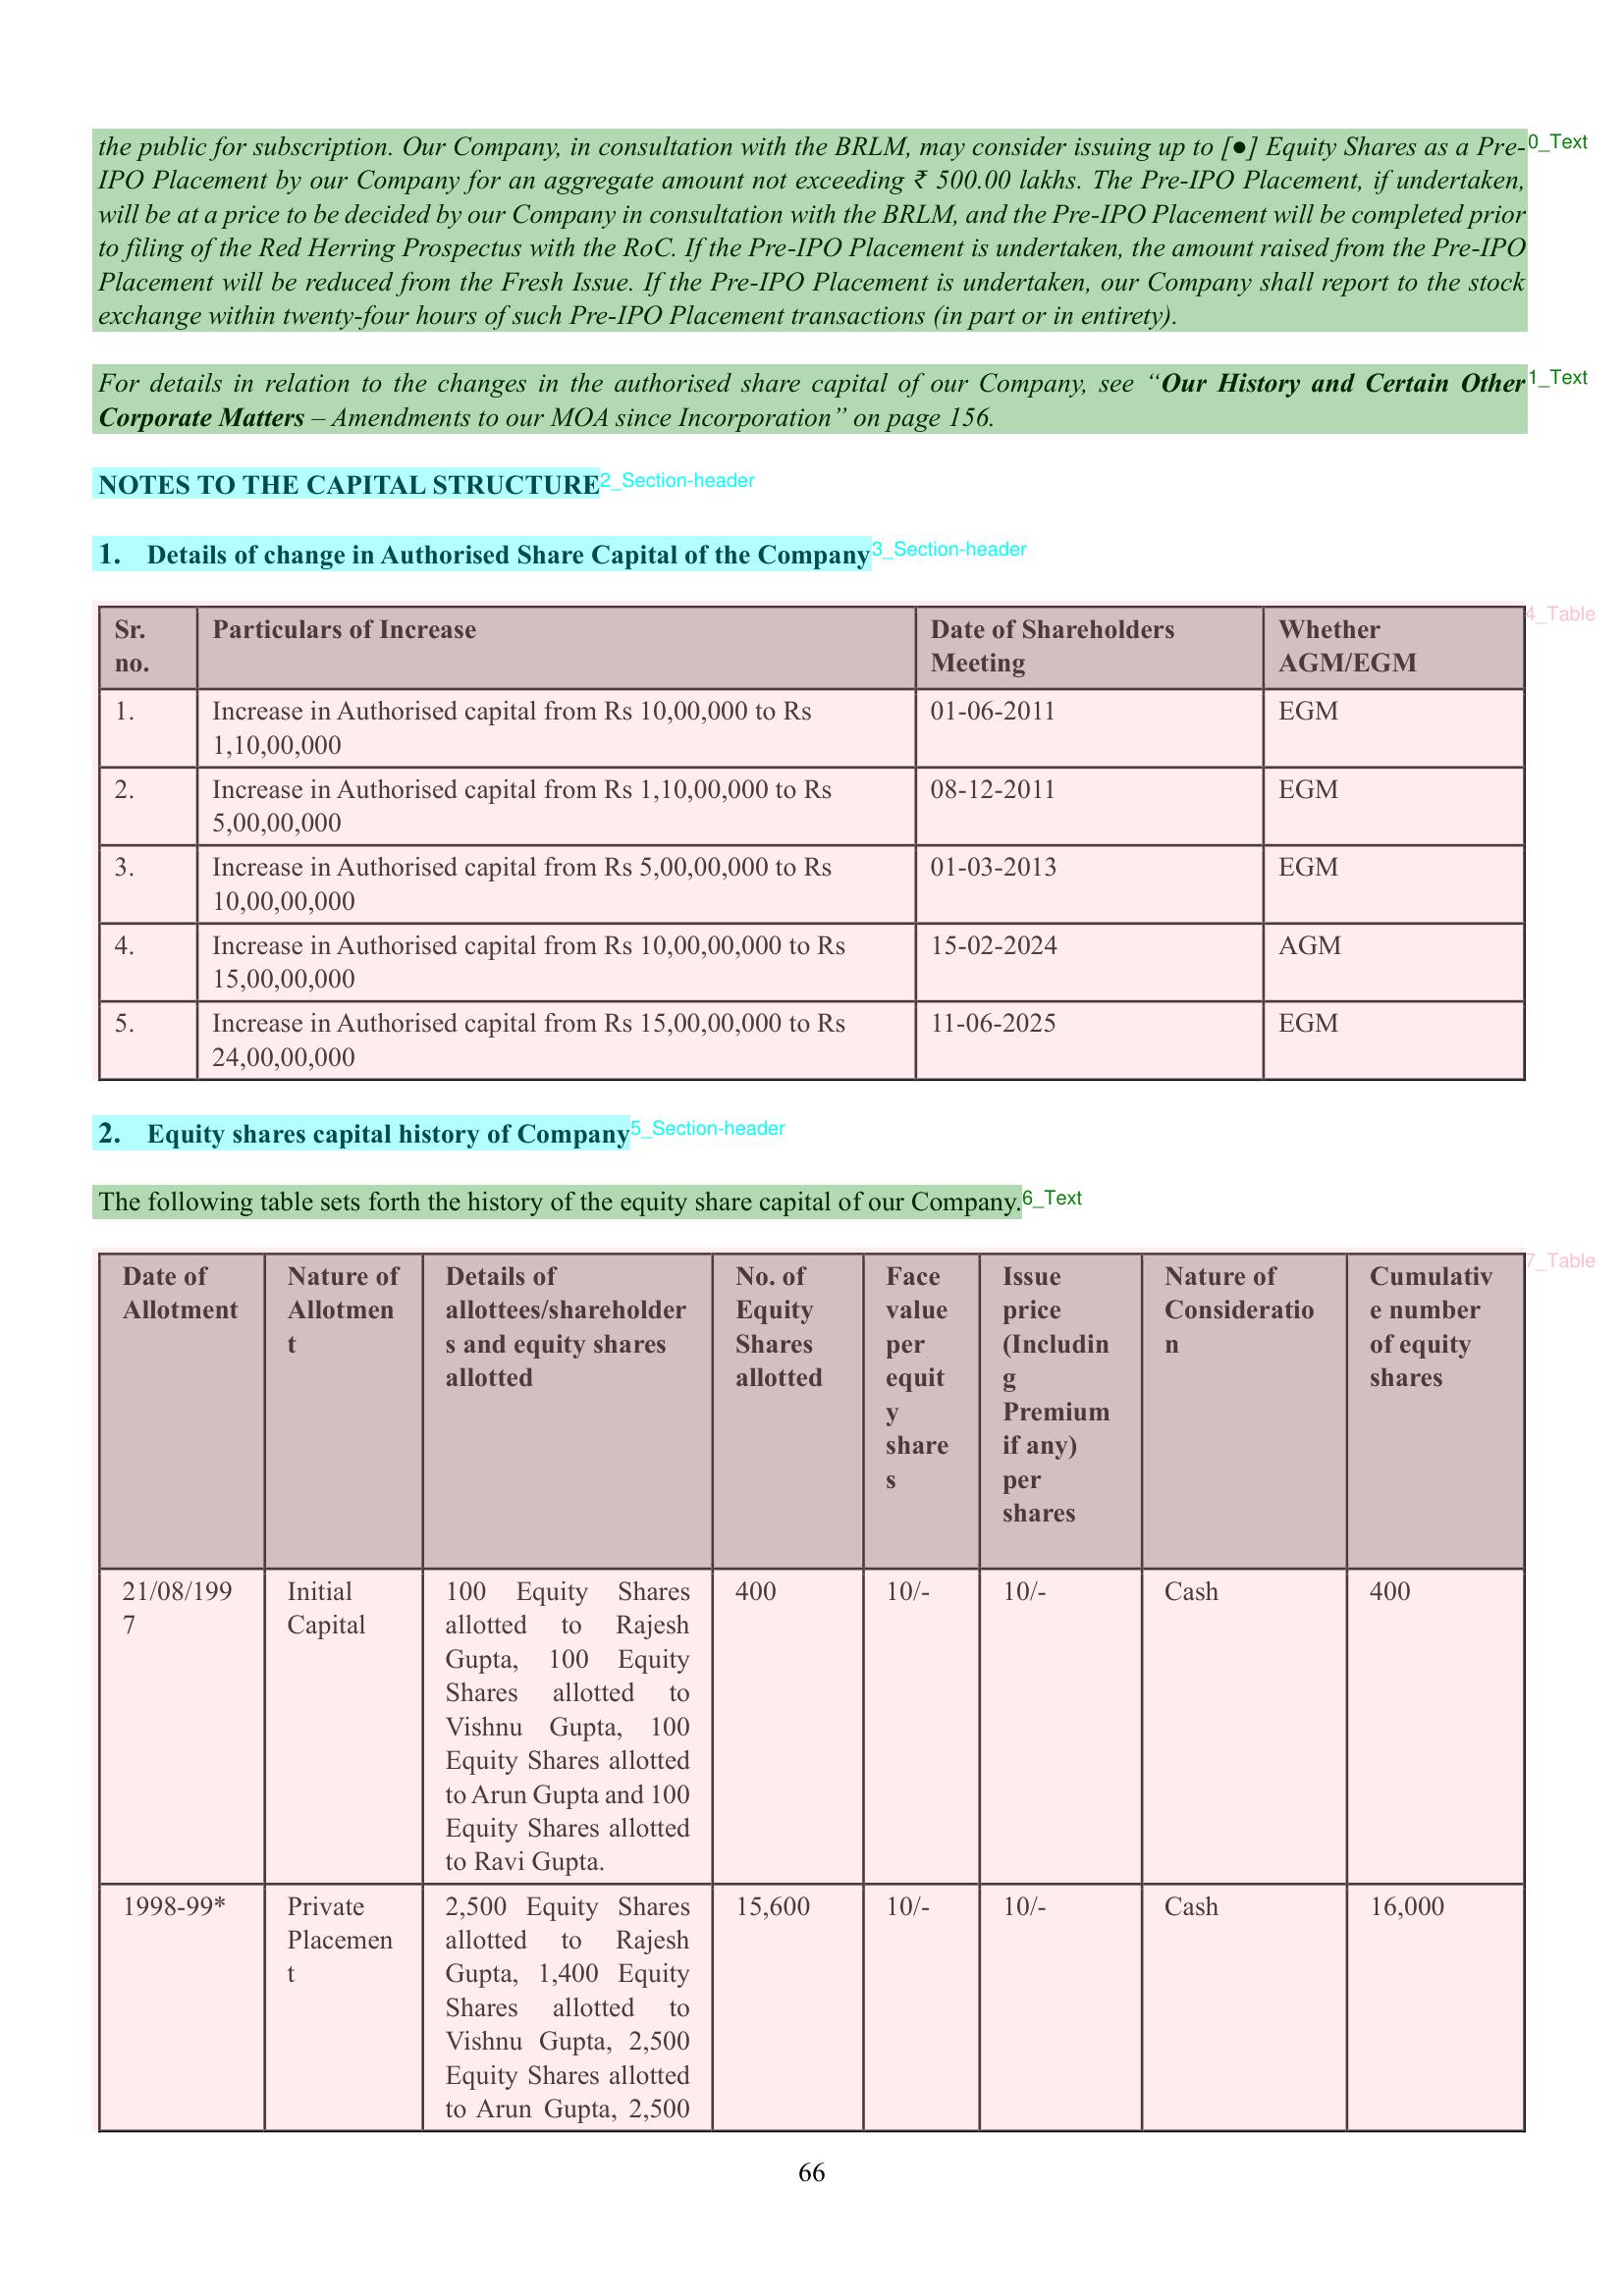 the public for subscription. Our Company, in consultation with the BRLM, may consider issuing up to [●] Equity Shares as a Pre-
0_Text
IPO Placement by our Company for an aggregate amount not exceeding ₹ 500.00 lakhs. The Pre-IPO Placement, if undertaken,
will be at a price to be decided by our Company in consultation with the BRLM, and the Pre-IPO Placement will be completed prior
to filing of the Red Herring Prospectus with the RoC. If the Pre-IPO Placement is undertaken, the amount raised from the Pre-IPO
Placement will be reduced from the Fresh Issue. If the Pre-IPO Placement is undertaken, our Company shall report to the stock
exchange within twenty-four hours of such Pre-IPO Placement transactions (in part or in entirety).
For details in relation to the changes in the authorised share capital of our Company, see “Our History and Certain Other
1_Text
Corporate Matters – Amendments to our MOA since Incorporation” on page 156.
NOTES TO THE CAPITAL STRUCTURE
2_Section-header
1. Details of change in Authorised Share Capital of the Company
3_Section-header
4_Table
Sr.
no.
Particulars of Increase
Date of Shareholders
Meeting
Whether
AGM/EGM
1.
Increase in Authorised capital from Rs 10,00,000 to Rs
1,10,00,000
01-06-2011
EGM
2.
Increase in Authorised capital from Rs 1,10,00,000 to Rs
5,00,00,000
08-12-2011
EGM
3.
Increase in Authorised capital from Rs 5,00,00,000 to Rs
10,00,00,000
01-03-2013
EGM
4.
Increase in Authorised capital from Rs 10,00,00,000 to Rs
15,00,00,000
15-02-2024
AGM
5.
Increase in Authorised capital from Rs 15,00,00,000 to Rs
24,00,00,000
11-06-2025
EGM
2. Equity shares capital history of Company
5_Section-header
The following table sets forth the history of the equity share capital of our Company.
6_Text
7_Table
Date of
Allotment
Nature of
Allotmen
t
Details of
allottees/shareholder
s and equity shares
allotted
No. of
Equity
Shares
allotted
Face
value
per
equit
y
share
s
Issue
price
(Includin
g
Premium
if any)
per
shares
Nature of
Consideratio
n
Cumulativ
e number
of equity
shares
21/08/199
7
Initial
Capital
100 Equity Shares
allotted to Rajesh
Gupta, 100 Equity
Shares allotted to
Vishnu Gupta, 100
Equity Shares allotted
to Arun Gupta and 100
Equity Shares allotted
to Ravi Gupta.
400
10/-
10/-
Cash
400
1998-99*
Private
Placemen
t
2,500 Equity Shares
allotted to Rajesh
Gupta, 1,400 Equity
Shares allotted to
Vishnu Gupta, 2,500
Equity Shares allotted
to Arun Gupta, 2,500
15,600
10/-
10/-
Cash
16,000
66